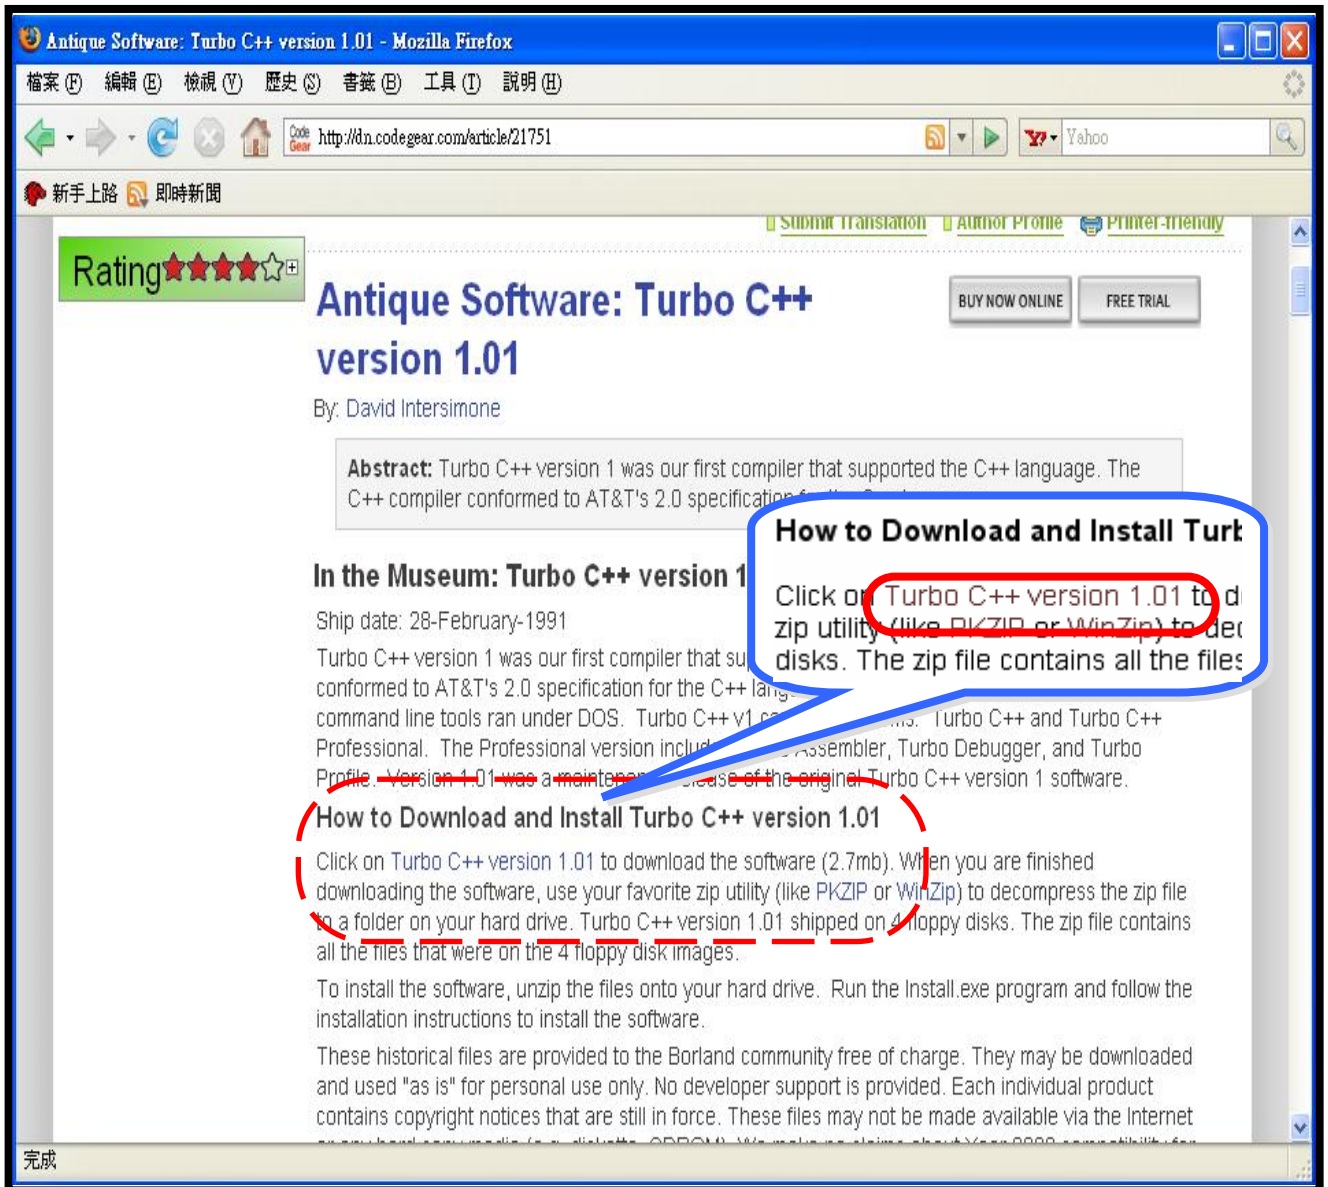 Antique Software: Turbo C++ version 1.01 - Mozilla Firefox
檔案(F) 編輯(E) 檢視(V) 歷史(S) 書籤(B) 工具(T) 說明(H)
Code Gear http://dn.codegear.com/article/21751 Yahoo
新手上路 即時新聞
Submit Translation Author Profile Printer-friendly
Rating
Antique Software: Turbo C++
version 1.01
BUY NOW ONLINE FREE TRIAL
By: David Intersimone
Abstract: Turbo C++ version 1 was our first compiler that supported the C++ language. The
C++ compiler conformed to AT&T's 2.0 specification
How to Download and Install Turb
Click on Turbo C++ version 1.01 to d
zip utility (like PKZIP or WinZip) to dec
disks. The zip file contains all the files
In the Museum: Turbo C++ version 1
Ship date: 28-February-1991
Turbo C++ version 1 was our first compiler that su
conformed to AT&T's 2.0 specification for the C++
command line tools ran under DOS. Turbo C++ v1 Turbo C++ and Turbo C++
Professional. The Professional version Assembler, Turbo Debugger, and Turbo
Profile. Version 1.01 was a maintenance release of the original Turbo C++ version 1 software.
How to Download and Install Turbo C++ version 1.01
Click on Turbo C++ version 1.01 to download the software (2.7mb). When you are finished
downloading the software, use your favorite zip utility (like PKZIP or WinZip) to decompress the zip file
to a folder on your hard drive. Turbo C++ version 1.01 shipped on 4 floppy disks. The zip file contains
all the files that were on the 4 floppy disk images.
To install the software, unzip the files onto your hard drive. Run the Install.exe program and follow the
installation instructions to install the software.
These historical files are provided to the Borland community free of charge. They may be downloaded
and used "as is" for personal use only. No developer support is provided. Each individual product
contains copyright notices that are still in force. These files may not be made available via the Internet
完成